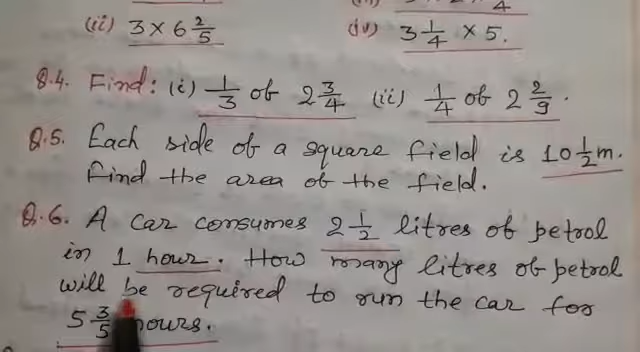 (ii) 3 × 6 2/5 (iv) 3 1/4 × 5.
Q.4. Find: (i) 1/3 of 2 3/4 (ii) 1/4 of 2 2/9.
Q.5. Each side of a square field is 10 1/2 m.
Find the area of the field.
Q.6. A car consumes 2 1/2 litres of petrol
in 1 hour. How many litres of petrol
will be required to run the car for
5 3/5 hours.